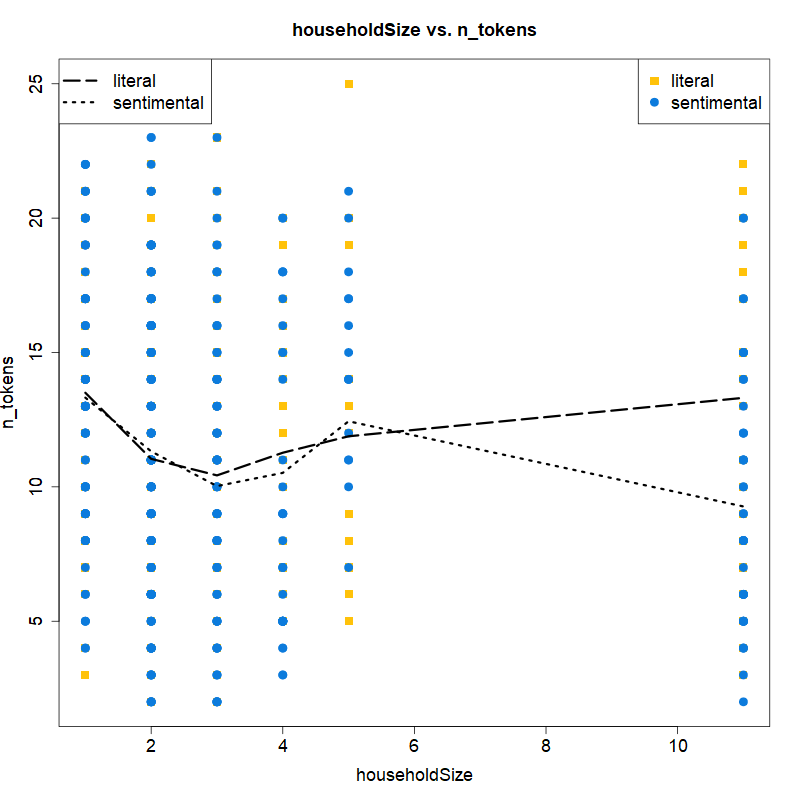 householdSize vs. n_tokens
literal
sentimental
literal
sentimental
n_tokens
25
20
15
10
5
2
4
6
8
10
householdSize